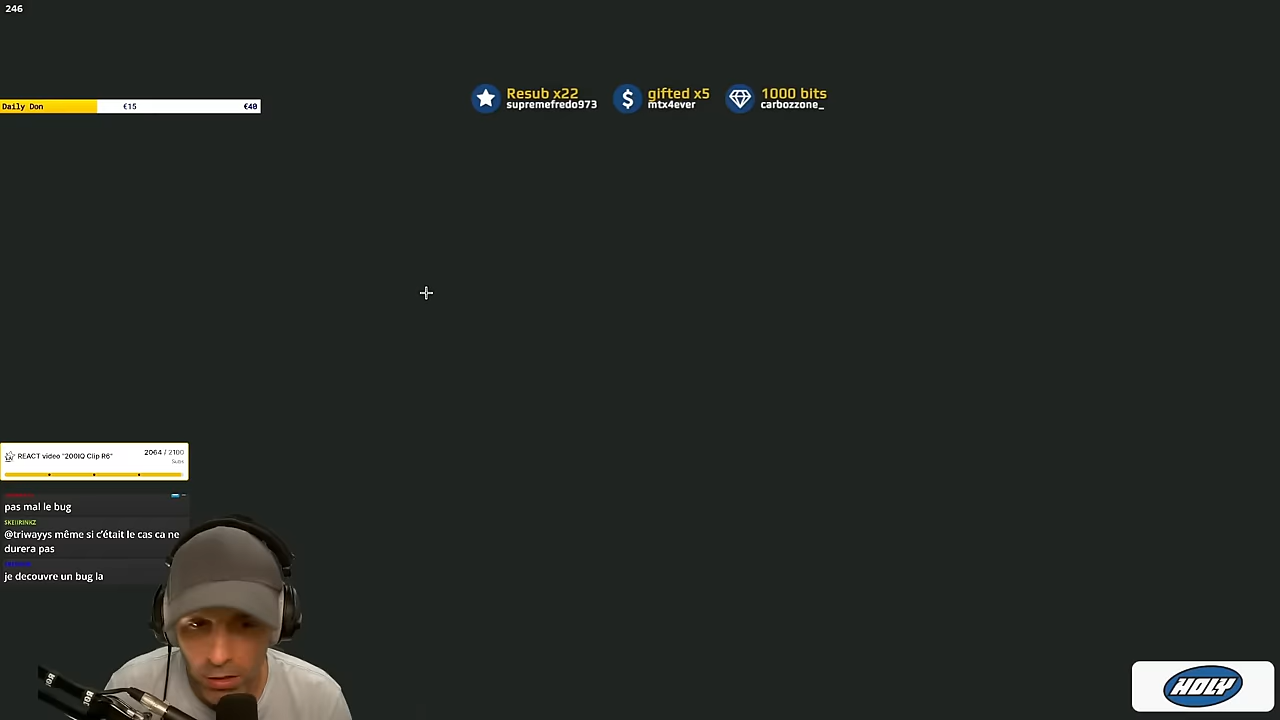 246
Daily Don €15 €40
Resub x22
supremefredo973
gifted x5
mtx4ever
1000 bits
carbozzone_
REACT video "200IQ Clip R6" 2064 / 2100
Subs
pas mal le bug
SKEIIRINKZ
@triwayys même si c'était le cas ca ne
durera pas
je decouvre un bug la
HOLY